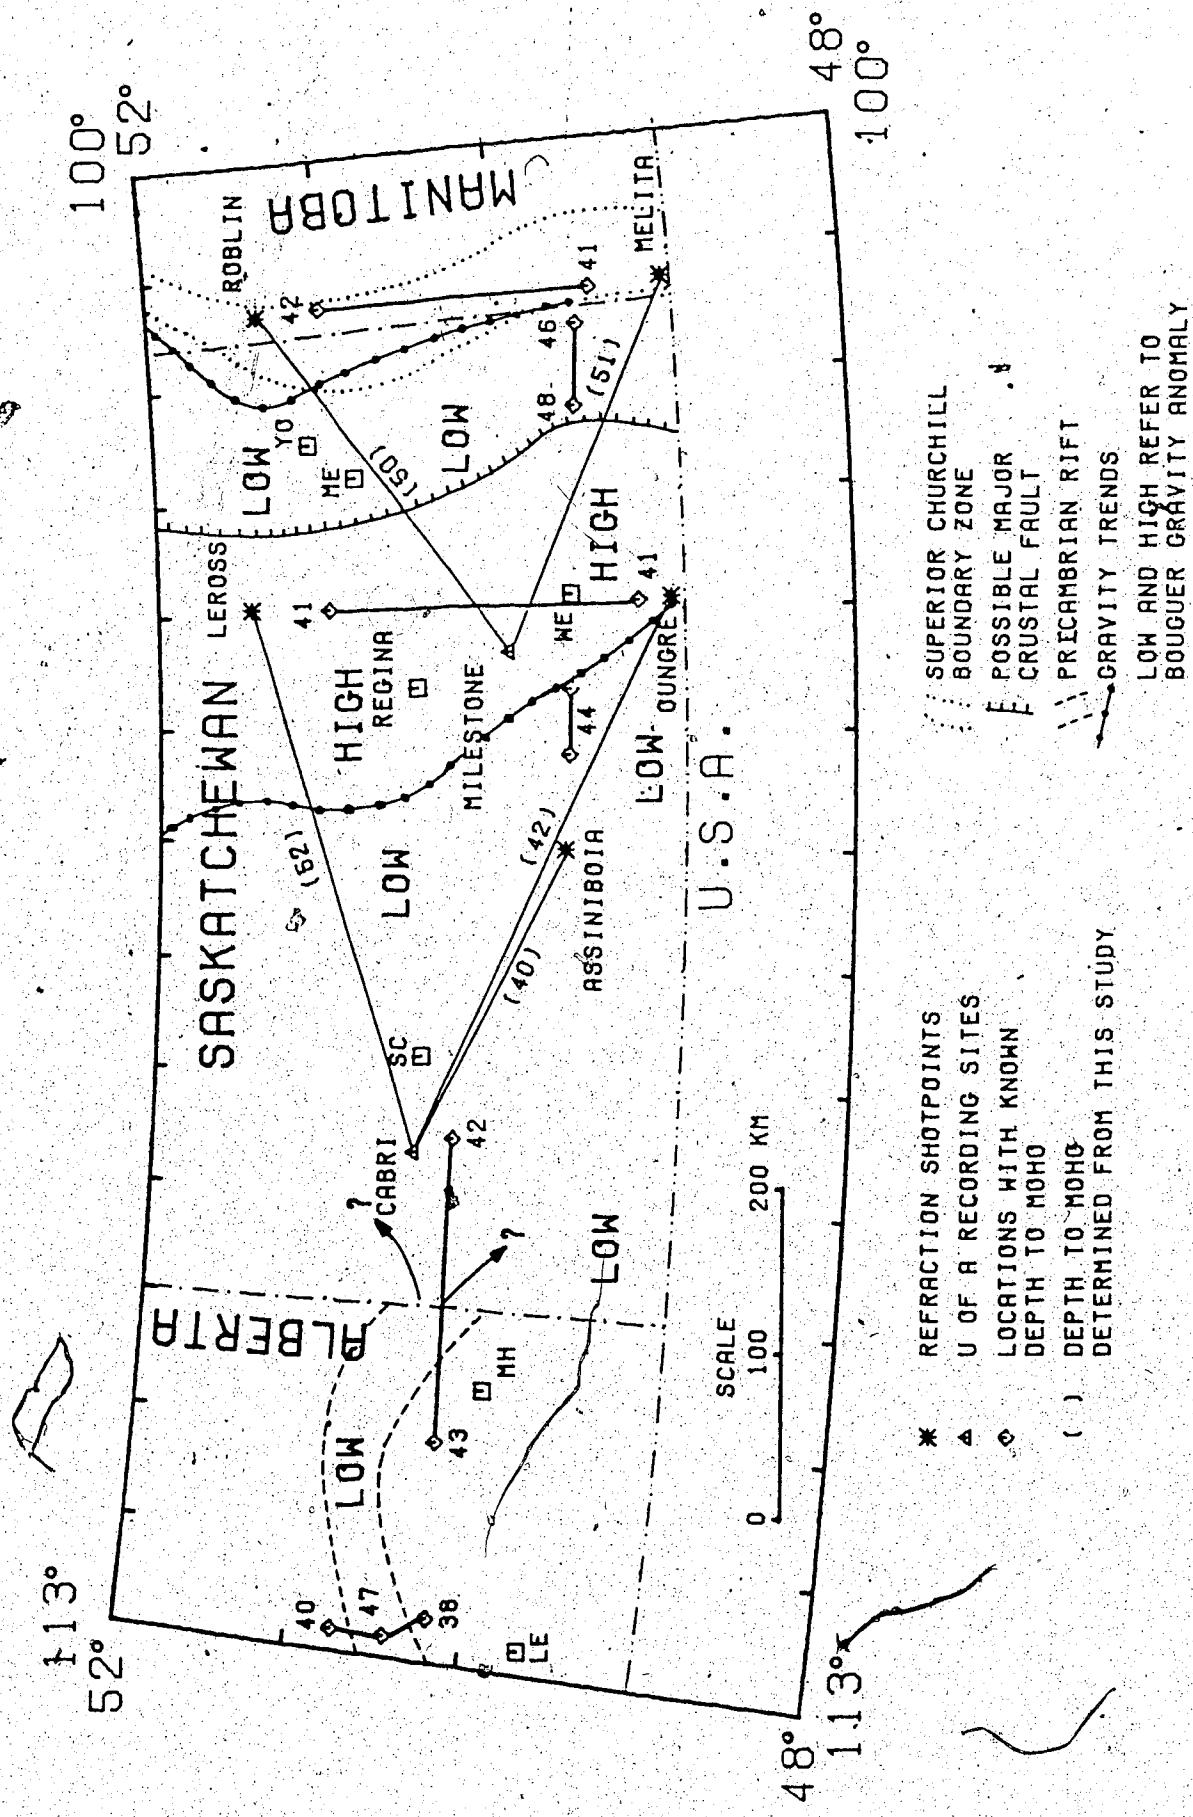 113°
52°
100°
52°
SASKATCHEWAN
ALBERTA
MANITOBA
ROBLIN
LEROSS
YO
LOW
ME
42
41
HIGH
REGINA
(52)
(50)
LOW
LOW
SC
CABRI
?
?
LOW
40
47
38
43
42
MH
LE
MILESTONE
WE
HIGH
48
46
41
(51)
MELITA
44
41
OUNGRE
LOW
(42)
(40)
ASSINIBOIA
LOW
U.S.A.
48°
113°
48°
100°
SCALE
0 100 200 KM
REFRACTION SHOTPOINTS
U OF A RECORDING SITES
LOCATIONS WITH KNOWN
DEPTH TO MOHO
( ) DEPTH TO MOHO
DETERMINED FROM THIS STUDY
SUPERIOR CHURCHILL
BOUNDARY ZONE
POSSIBLE MAJOR
CRUSTAL FAULT
PRECAMBRIAN RIFT
GRAVITY TRENDS
LOW AND HIGH REFER TO
BOUGUER GRAVITY ANOMALY